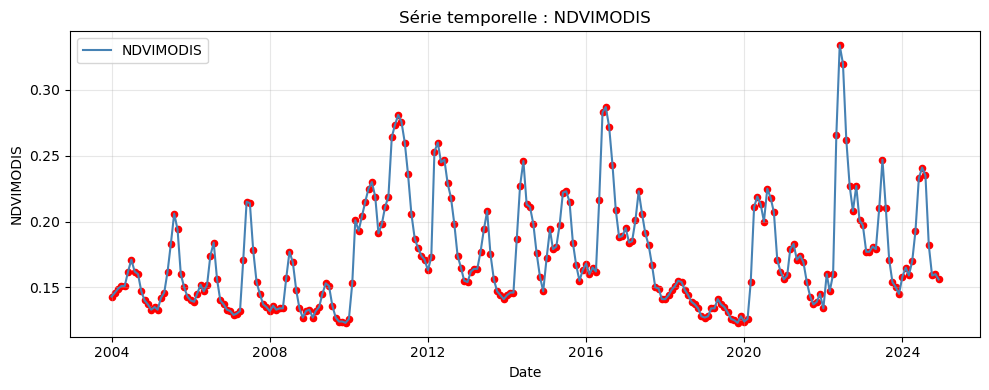 Série temporelle : NDVIMODIS
NDVIMODIS
NDVIMODIS
0.30
0.25
0.20
0.15
2004
2008
2012
2016
2020
2024
Date